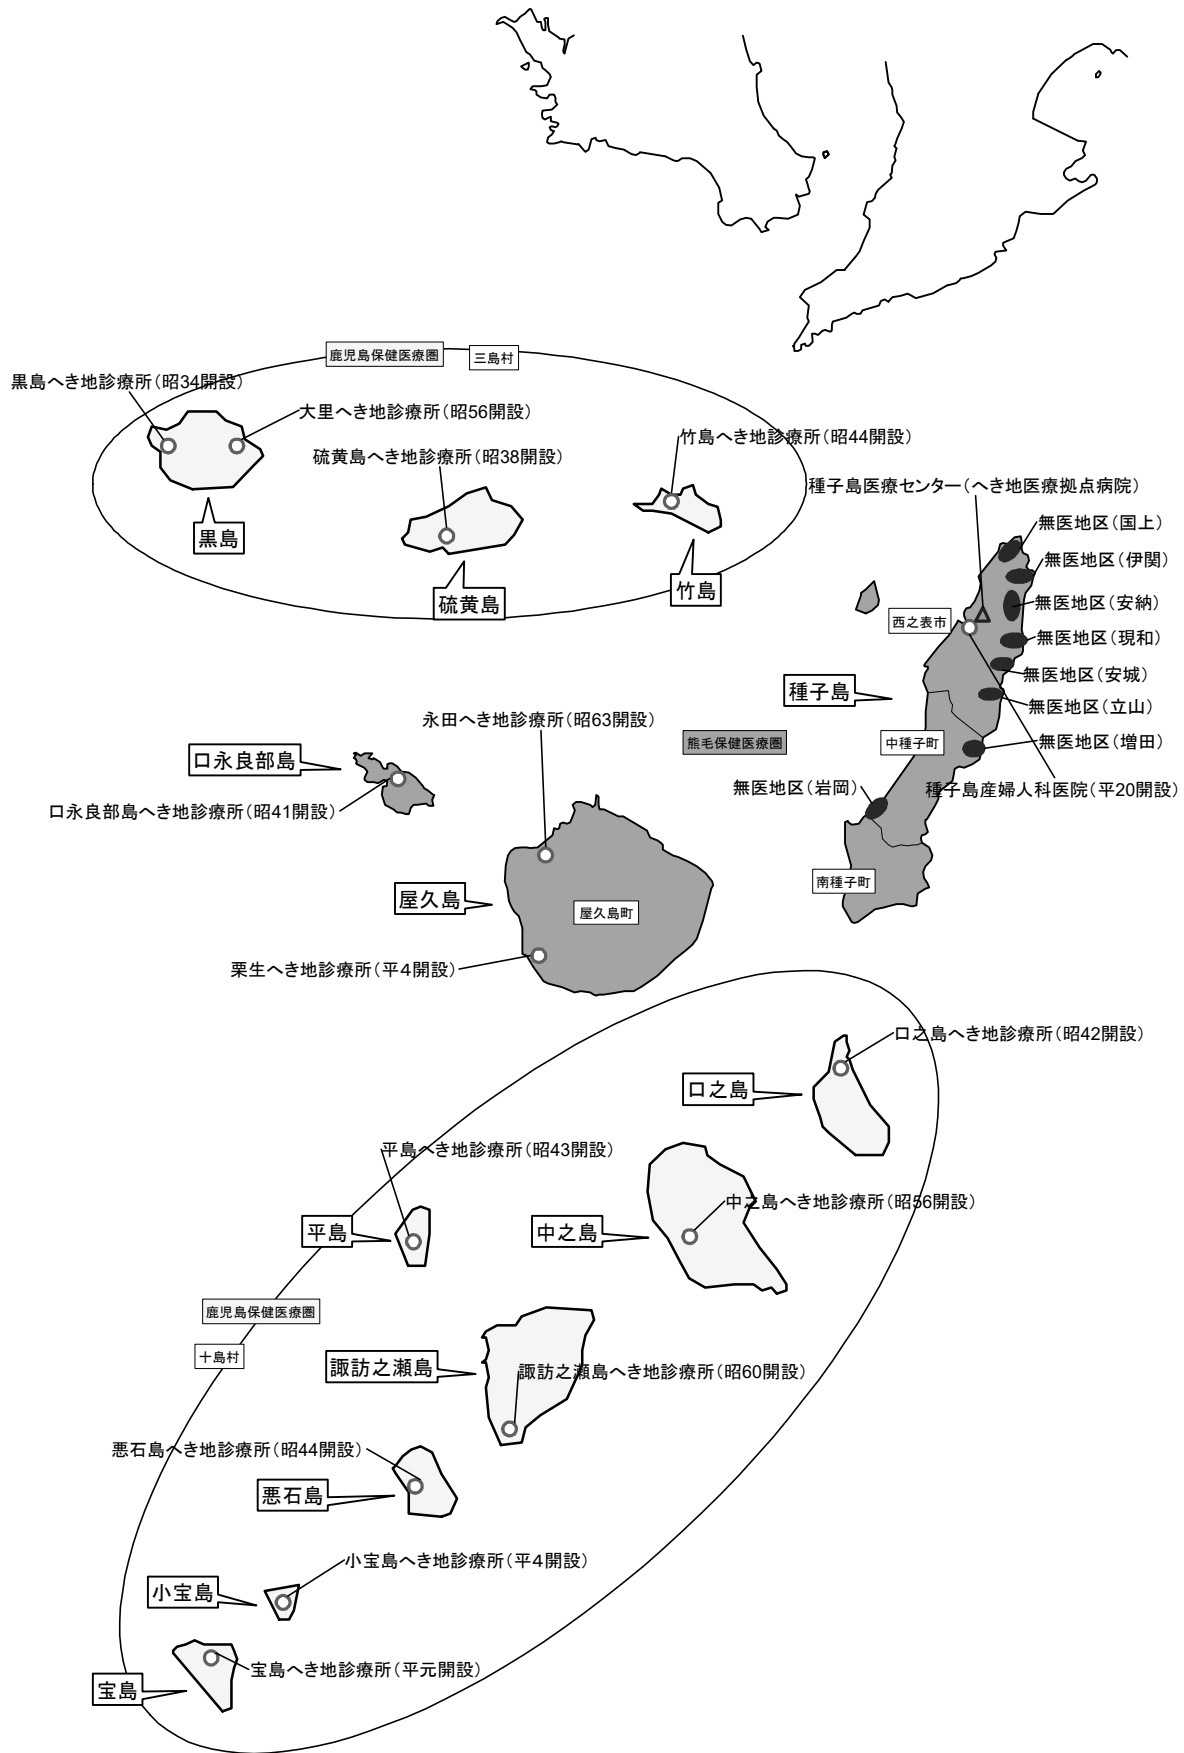 鹿児島保健医療圏
三島村
黒島へき地診療所(昭34開設)
大里へき地診療所(昭56開設)
硫黄島へき地診療所(昭38開設)
竹島へき地診療所(昭44開設)
種子島医療センター(へき地医療拠点病院)
黒島
硫黄島
竹島
無医地区(国上)
無医地区(伊関)
無医地区(安納)
西之表市
無医地区(現和)
無医地区(安城)
種子島
無医地区(立山)
永田へき地診療所(昭63開設)
熊毛保健医療圏
中種子町
無医地区(増田)
口永良部島
無医地区(岩岡)
種子島産婦人科医院(平20開設)
口永良部島へき地診療所(昭41開設)
南種子町
屋久島
屋久島町
栗生へき地診療所(平4開設)
口之島へき地診療所(昭42開設)
口之島
平島へき地診療所(昭43開設)
中之島へき地診療所(昭56開設)
平島
中之島
鹿児島保健医療圏
十島村
諏訪之瀬島
諏訪之瀬島へき地診療所(昭60開設)
悪石島へき地診療所(昭44開設)
悪石島
小宝島へき地診療所(平4開設)
小宝島
宝島へき地診療所(平元開設)
宝島